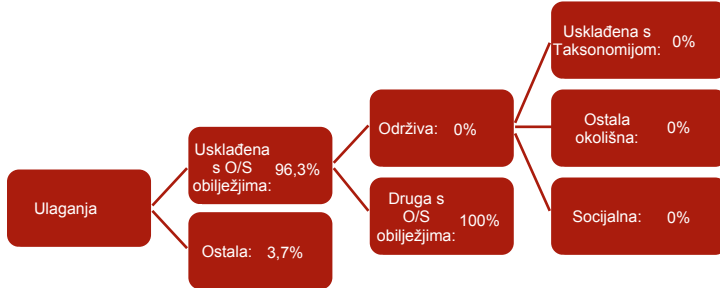 Ulaganja
Usklađena
s O/S
obilježjima:
96,3%
Ostala: 3,7%
Održiva: 0%
Druga s
O/S
obilježjima:
100%
Usklađena s
Taksonomijom:
0%
Ostala
okolišna:
0%
Socijalna: 0%